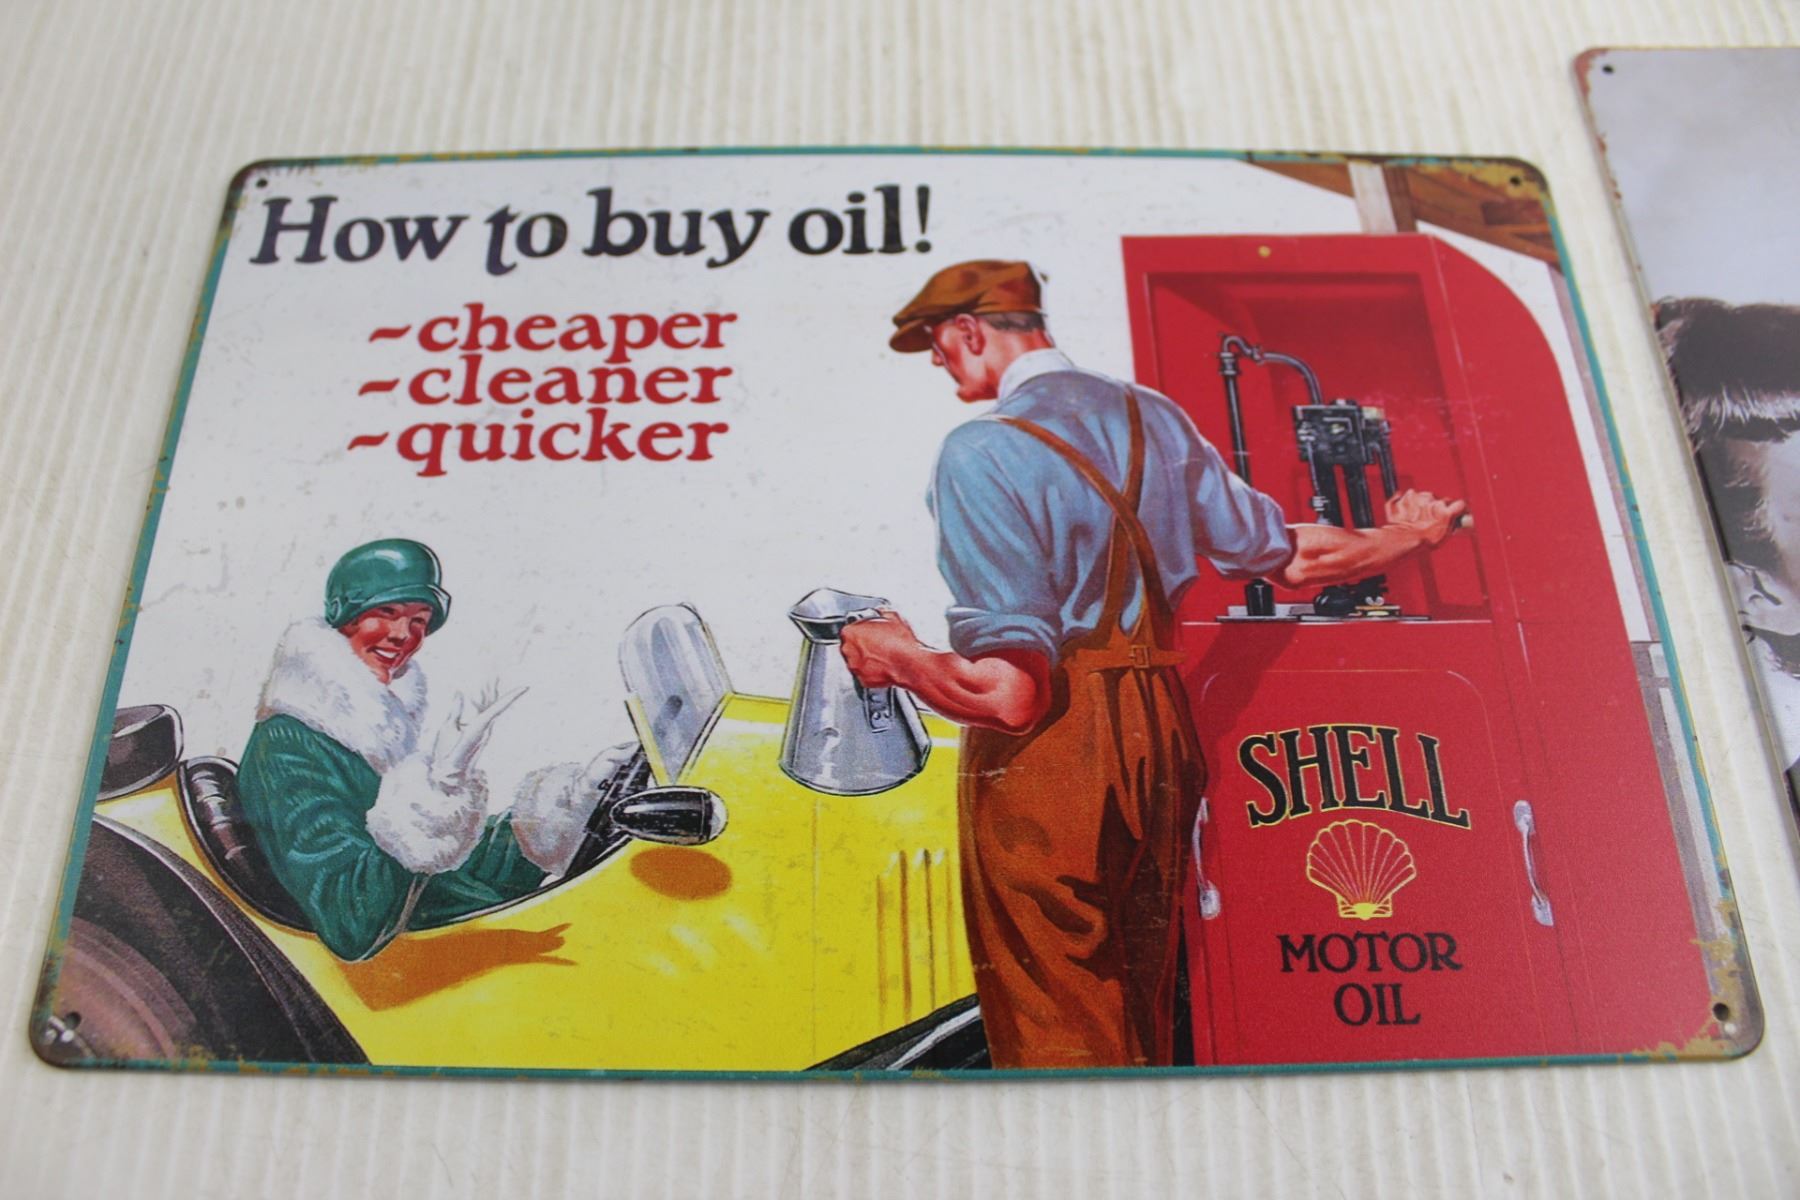 How to buy oil!
~cheaper
~cleaner
~quicker
SHELL
MOTOR
OIL